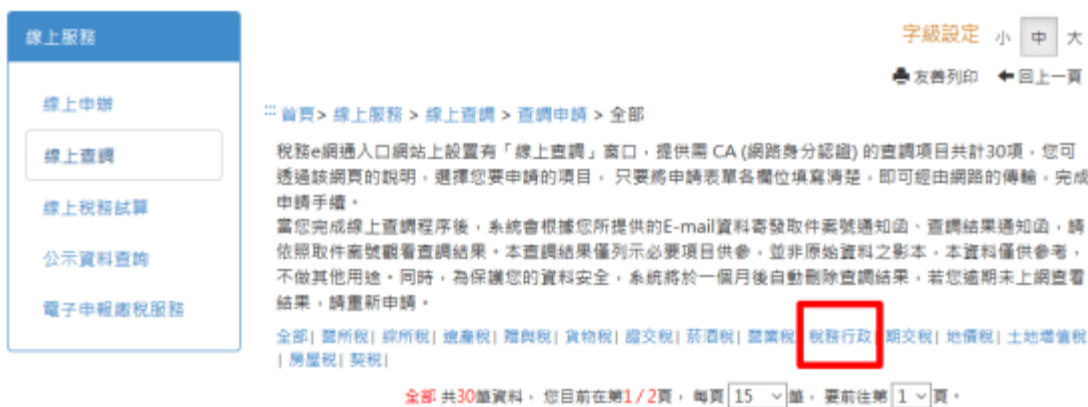 線上服務
線上申辦
線上查調
線上稅務試算
公示資料查詢
電子申報繳稅服務
字級設定 小 中 大
友善列印 回上一頁
::: 首頁> 線上服務 > 線上查調 > 查調申請 > 全部
稅務e網通入口網站上設置有「線上查調」窗口，提供需 CA (網路身分認證) 的查調項目共計30項，您可
透過該網頁的說明，選擇您要申請的項目， 只要將申請表單各欄位填寫清楚，即可經由網路的傳輸，完成
申請手續。
當您完成線上查調程序後，系統會根據您所提供的E-mail資料寄發取件案號通知函、查調結果通知函，請
依照取件案號觀看查調結果。本查調結果僅列示必要項目供參，並非原始資料之影本，本資料僅供參考，
不做其他用途。同時，為保護您的資料安全，系統將於一個月後自動刪除查調結果，若您逾期未上網查看
結果，請重新申請。
全部| 營所稅| 綜所稅| 遺產稅| 贈與稅| 貨物稅| 證交稅| 菸酒稅| 營業稅| 稅務行政| 期交稅| 地價稅| 土地增值稅
| 房屋稅| 契稅|
全部 共30筆資料， 您目前在第1 / 2頁， 每頁 15 筆， 要前往第 1 頁。